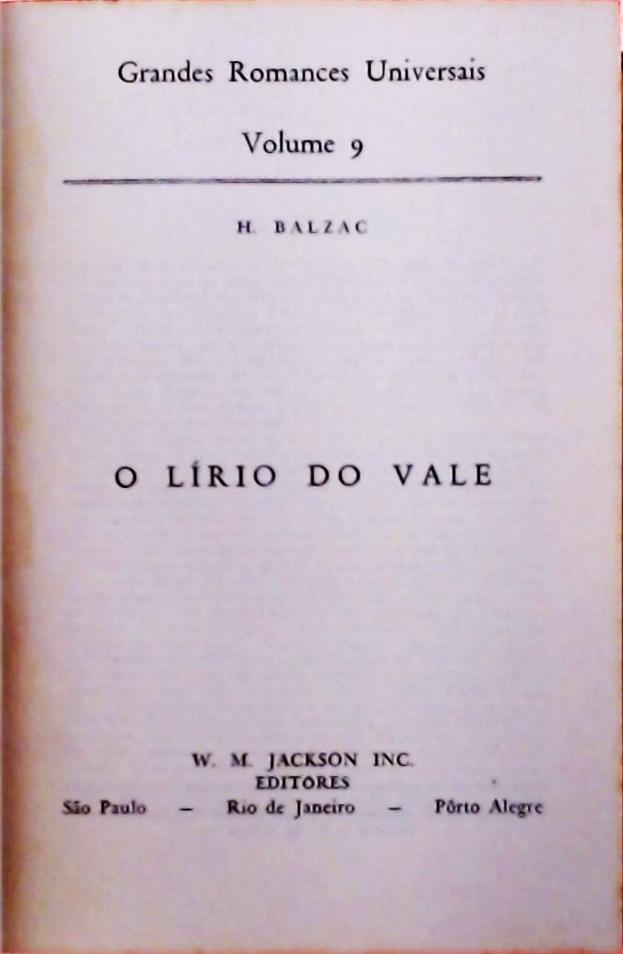 Grandes Romances Universais
Volume 9
H. BALZAC
O LÍRIO DO VALE
W. M. JACKSON INC.
EDITORES
São Paulo — Rio de Janeiro — Pôrto Alegre